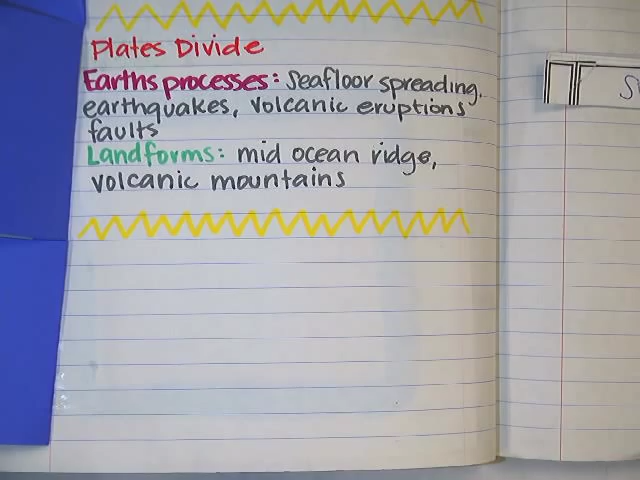 Plates Divide
Earths processes: Seafloor spreading,
earthquakes, volcanic eruptions
faults
Landforms: mid ocean ridge,
volcanic mountains